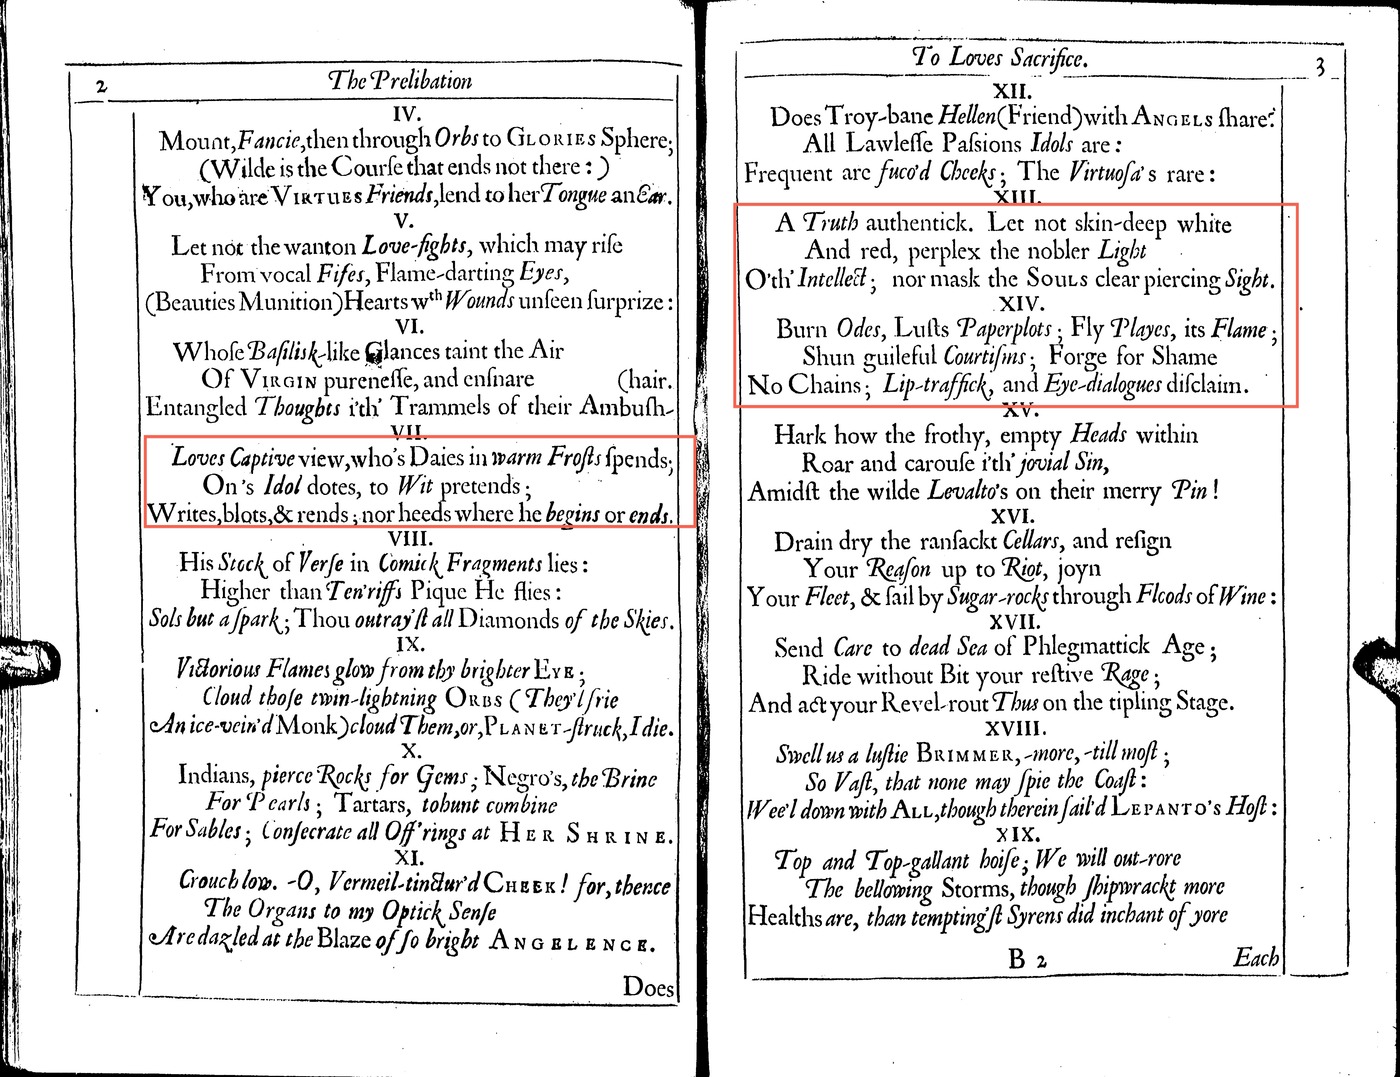 2
The Prelibation
IV.
Mount, Fancie, then through Orbs to GLORIES Sphere;
(Wilde is the Courſe that ends not there: )
You, who are VIRTUES Friends, lend to her Tongue an Ear.
V.
Let not the wanton Love-fights, which may riſe
From vocal Fifes, Flame-darting Eyes,
(Beauties Munition) Hearts wth Wounds unſeen ſurprize:
VI.
Whoſe Baſilisk-like Glances taint the Air
Of VIRGIN pureneſſe, and enſnare (hair.
Entangled Thoughts i'th' Trammels of their Ambuſh-
VII.
Loves Captive view, who's Daies in warm Froſts ſpends;
On's Idol dotes, to Wit pretends;
Writes, blots, & rends; nor heeds where he begins or ends.
VIII.
His Stock of Verſe in Comick Fragments lies:
Higher than Ten'riffs Pique He flies:
Sols but a ſpark; Thou outray'ſt all Diamonds of the Skies.
IX.
Victorious Flames glow from thy brighter EYE;
Cloud thoſe twin-lightning ORBS (They'l frie
An ice-vein'd Monk) cloud Them, or, PLANET-ſtruck, I die.
X.
Indians, pierce Rocks for Gems; Negro's, the Brine
For Pearls; Tartars, to hunt combine
For Sables; Conſecrate all Off'rings at HER SHRINE.
XI.
Crouch low. -O, Vermeil-tinctur'd CHEEK! for, thence
The Organs to my Optick Senſe
Are dazled at the Blaze of ſo bright ANGELENCE.
Does
To Loves Sacrifice.
3
XII.
Does Troy-bane Hellen (Friend) with ANGELS ſhare?
All Lawleſſe Paſsions Idols are:
Frequent are fuco'd Cheeks; The Virtuoſa's rare:
XIII.
A Truth authentick. Let not skin-deep white
And red, perplex the nobler Light
O'th' Intellect; nor mask the SOULS clear piercing Sight.
XIV.
Burn Odes, Luſts Paperplots; Fly Playes, its Flame;
Shun guileful Courtiſms; Forge for Shame
No Chains; Lip-traffick, and Eye-dialogues diſclaim.
XV.
Hark how the frothy, empty Heads within
Roar and carouſe i'th' jovial Sin,
Amidſt the wilde Levalto's on their merry Pin!
XVI.
Drain dry the ranſackt Cellars, and reſign
Your Reaſon up to Riot, joyn
Your Fleet, & ſail by Sugar-rocks through Floods of Wine:
XVII.
Send Care to dead Sea of Phlegmattick Age;
Ride without Bit your reſtive Rage;
And act your Revel-rout Thus on the tipling Stage.
XVIII.
Swell us a luſtie BRIMMER,-more,-till moſt;
So Vaſt, that none may ſpie the Coaſt:
Wee'l down with ALL, though therein ſail'd LEPANTO'S Hoſt:
XIX.
Top and Top-gallant hoiſe; We will out-rore
The bellowing Storms, though ſhipwrackt more
Healths are, than tempting'ſt Syrens did inchant of yore
B 2
Each